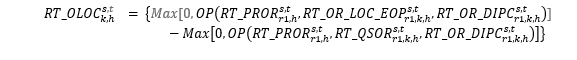 RT_OLOC^{s,t}_{k,h} = {Max[0, OP(RT_PROR^{s,t}_{r1,h}, RT_OR_LOC_EOP^{s,t}_{r1,k,h}, RT_OR_DIPC^{s,t}_{r1,k,h})]
− Max[0, OP(RT_PROR^{s,t}_{r1,h}, RT_QSOR^{s,t}_{r1,k,h}, RT_OR_DIPC^{s,t}_{r1,k,h})]}